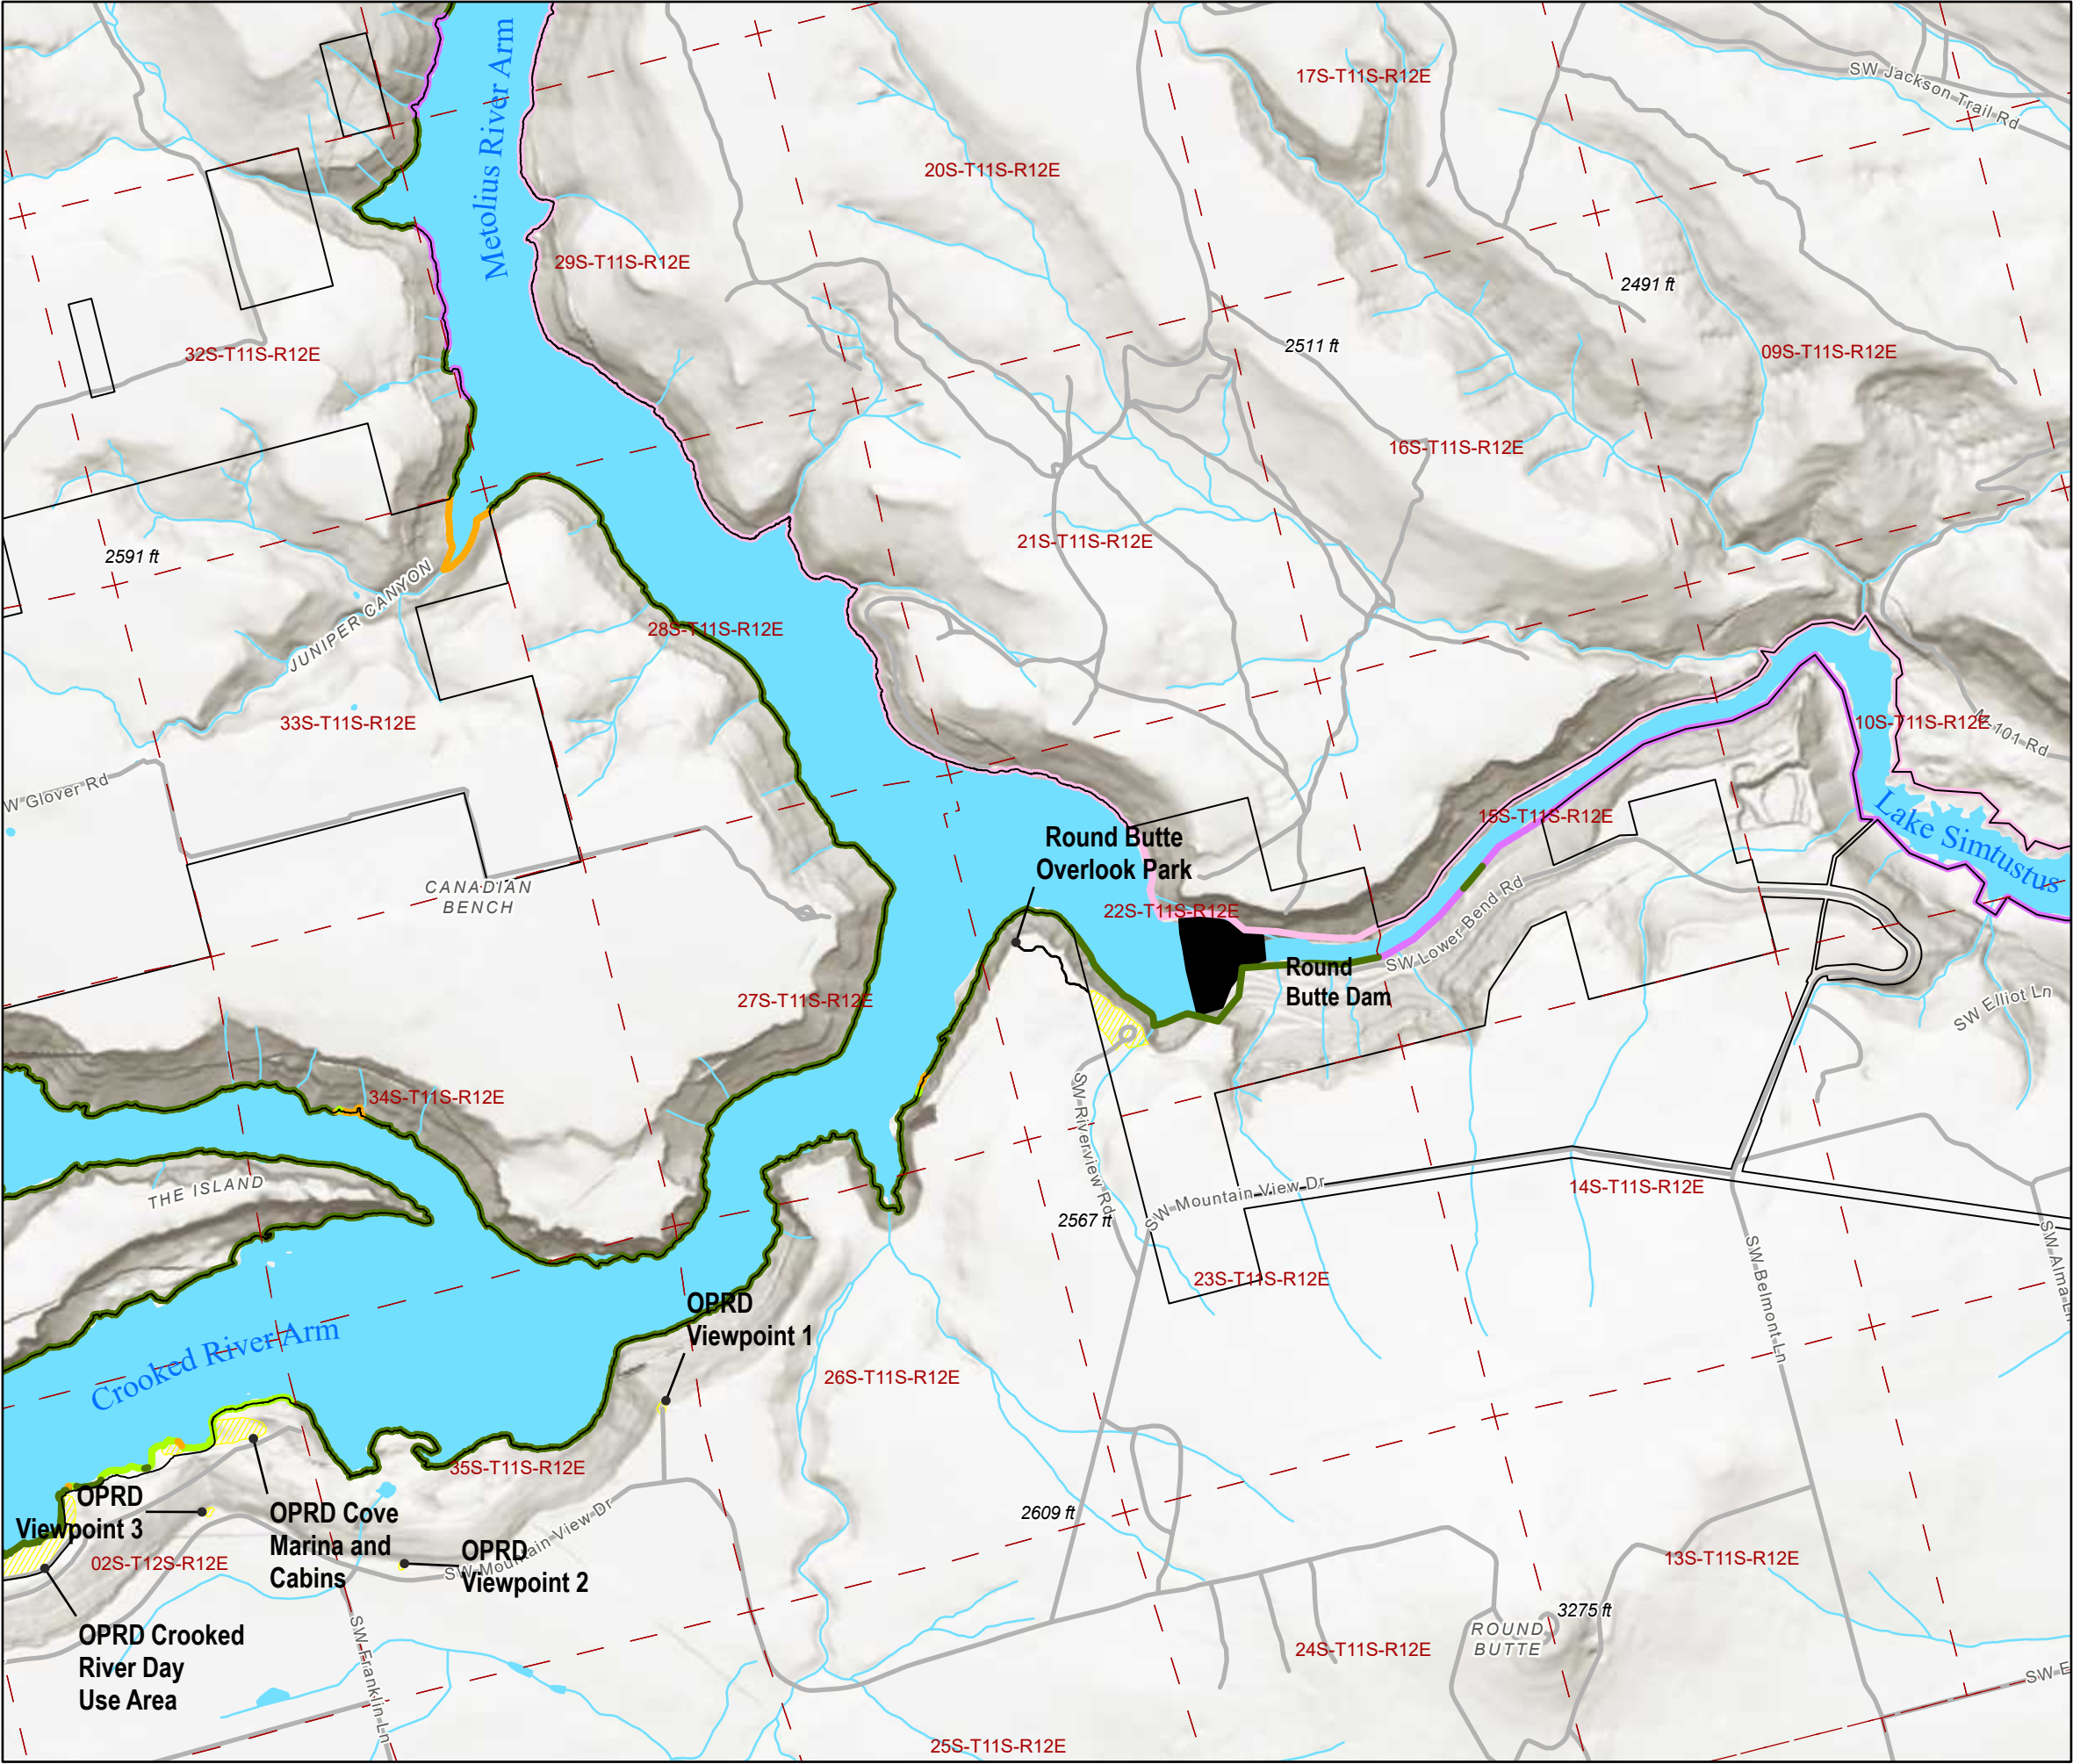 Metolius River Arm
17S-T11S-R12E
SW Jackson Trail Rd
20S-T11S-R12E
29S-T11S-R12E
2491 ft
2511 ft
32S-T11S-R12E
09S-T11S-R12E
16S-T11S-R12E
2591 ft
21S-T11S-R12E
JUNIPER CANYON
28S-T11S-R12E
33S-T11S-R12E
10S-T11S-R12E
N-101 Rd
W Glover Rd
15S-T11S-R12E
Lake Simtustus
Round Butte
Overlook Park
CANADIAN
BENCH
22S-T11S-R12E
SW Lower Bend Rd
Round
Butte Dam
27S-T11S-R12E
SW Elliot Ln
34S-T11S-R12E
SW Riverview Rd
THE ISLAND
SW Mountain View Dr
14S-T11S-R12E
2567 ft
23S-T11S-R12E
SW Belmont Ln
SW Alma Ln
OPRD
Viewpoint 1
Crooked River Arm
26S-T11S-R12E
35S-T11S-R12E
OPRD
Viewpoint 3
OPRD Cove
Marina and
Cabins
2609 ft
SW Mountain View Dr
OPRD
Viewpoint 2
02S-T12S-R12E
13S-T11S-R12E
3275 ft
ROUND
BUTTE
OPRD Crooked
River Day
Use Area
SW Franklin Ln
24S-T11S-R12E
SW E
25S-T11S-R12E